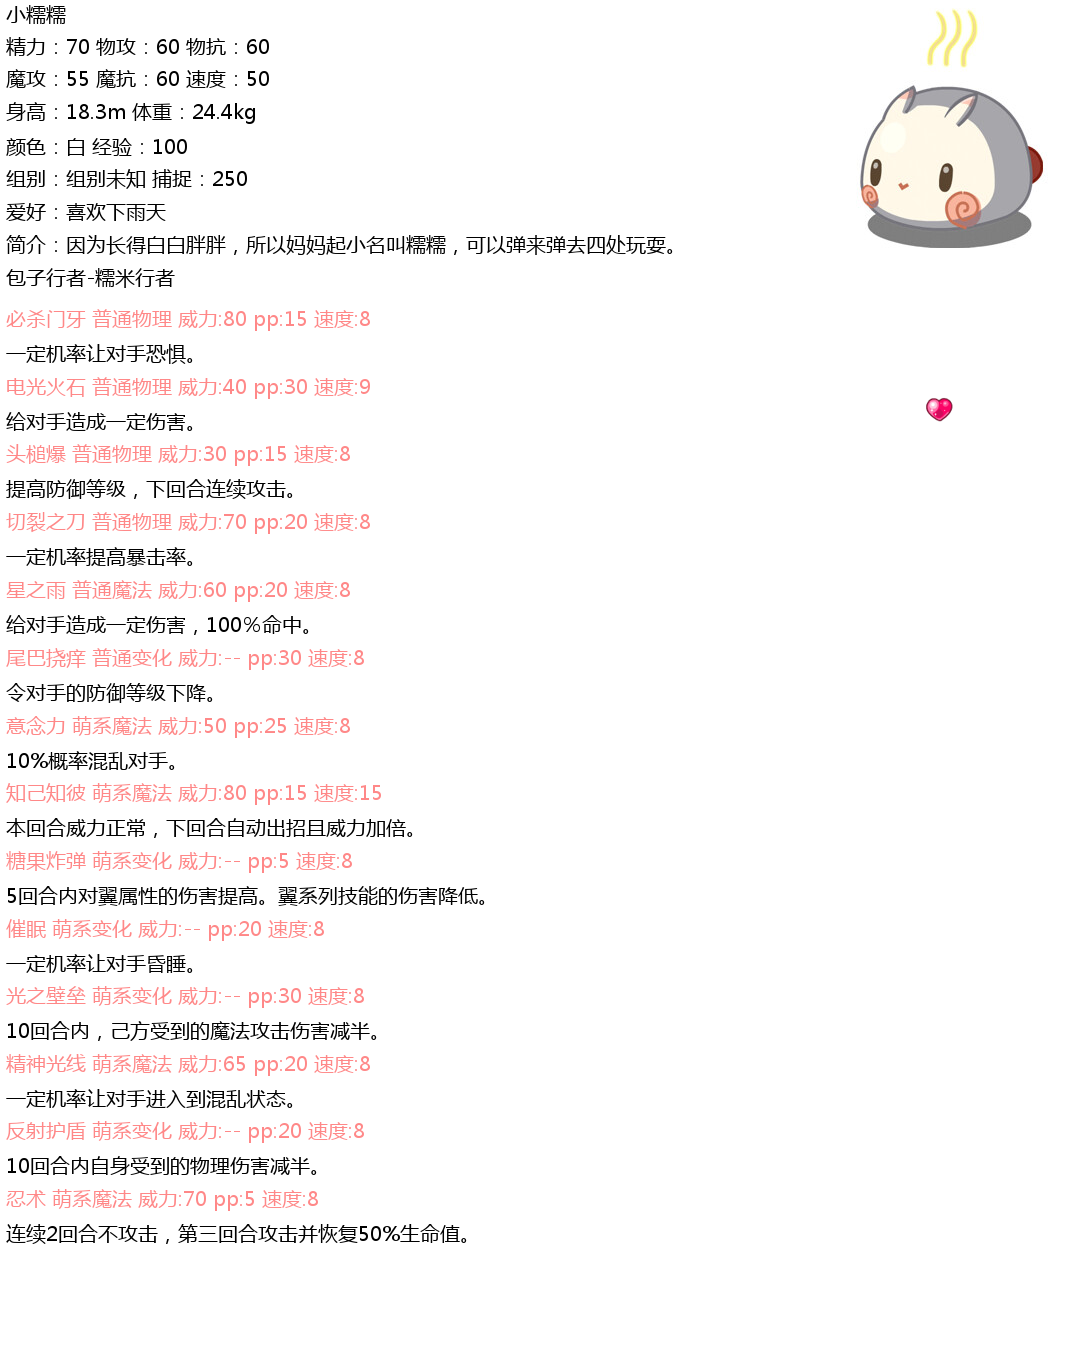 小糯糯
精力：70 物攻：60 物抗：60
魔攻：55 魔抗：60 速度：50
身高：18.3m 体重：24.4kg
颜色：白 经验：100
组别：组别未知 捕捉：250
爱好：喜欢下雨天
简介：因为长得白白胖胖，所以妈妈起小名叫糯糯，可以弹来弹去四处玩耍。
包子行者-糯米行者
必杀门牙 普通物理 威力:80 pp:15 速度:8
一定机率让对手恐惧。
电光火石 普通物理 威力:40 pp:30 速度:9
给对手造成一定伤害。
头槌爆 普通物理 威力:30 pp:15 速度:8
提高防御等级，下回合连续攻击。
切裂之刀 普通物理 威力:70 pp:20 速度:8
一定机率提高暴击率。
星之雨 普通魔法 威力:60 pp:20 速度:8
给对手造成一定伤害，100%命中。
尾巴挠痒 普通变化 威力:-- pp:30 速度:8
令对手的防御等级下降。
意念力 萌系魔法 威力:50 pp:25 速度:8
10%概率混乱对手。
知己知彼 萌系魔法 威力:80 pp:15 速度:15
本回合威力正常，下回合自动出招且威力加倍。
糖果炸弹 萌系变化 威力:-- pp:5 速度:8
5回合内对翼属性的伤害提高。翼系列技能的伤害降低。
催眠 萌系变化 威力:-- pp:20 速度:8
一定机率让对手昏睡。
光之壁垒 萌系变化 威力:-- pp:30 速度:8
10回合内，己方受到的魔法攻击伤害减半。
精神光线 萌系魔法 威力:65 pp:20 速度:8
一定机率让对手进入到混乱状态。
反射护盾 萌系变化 威力:-- pp:20 速度:8
10回合内自身受到的物理伤害减半。
忍术 萌系魔法 威力:70 pp:5 速度:8
连续2回合不攻击，第三回合攻击并恢复50%生命值。